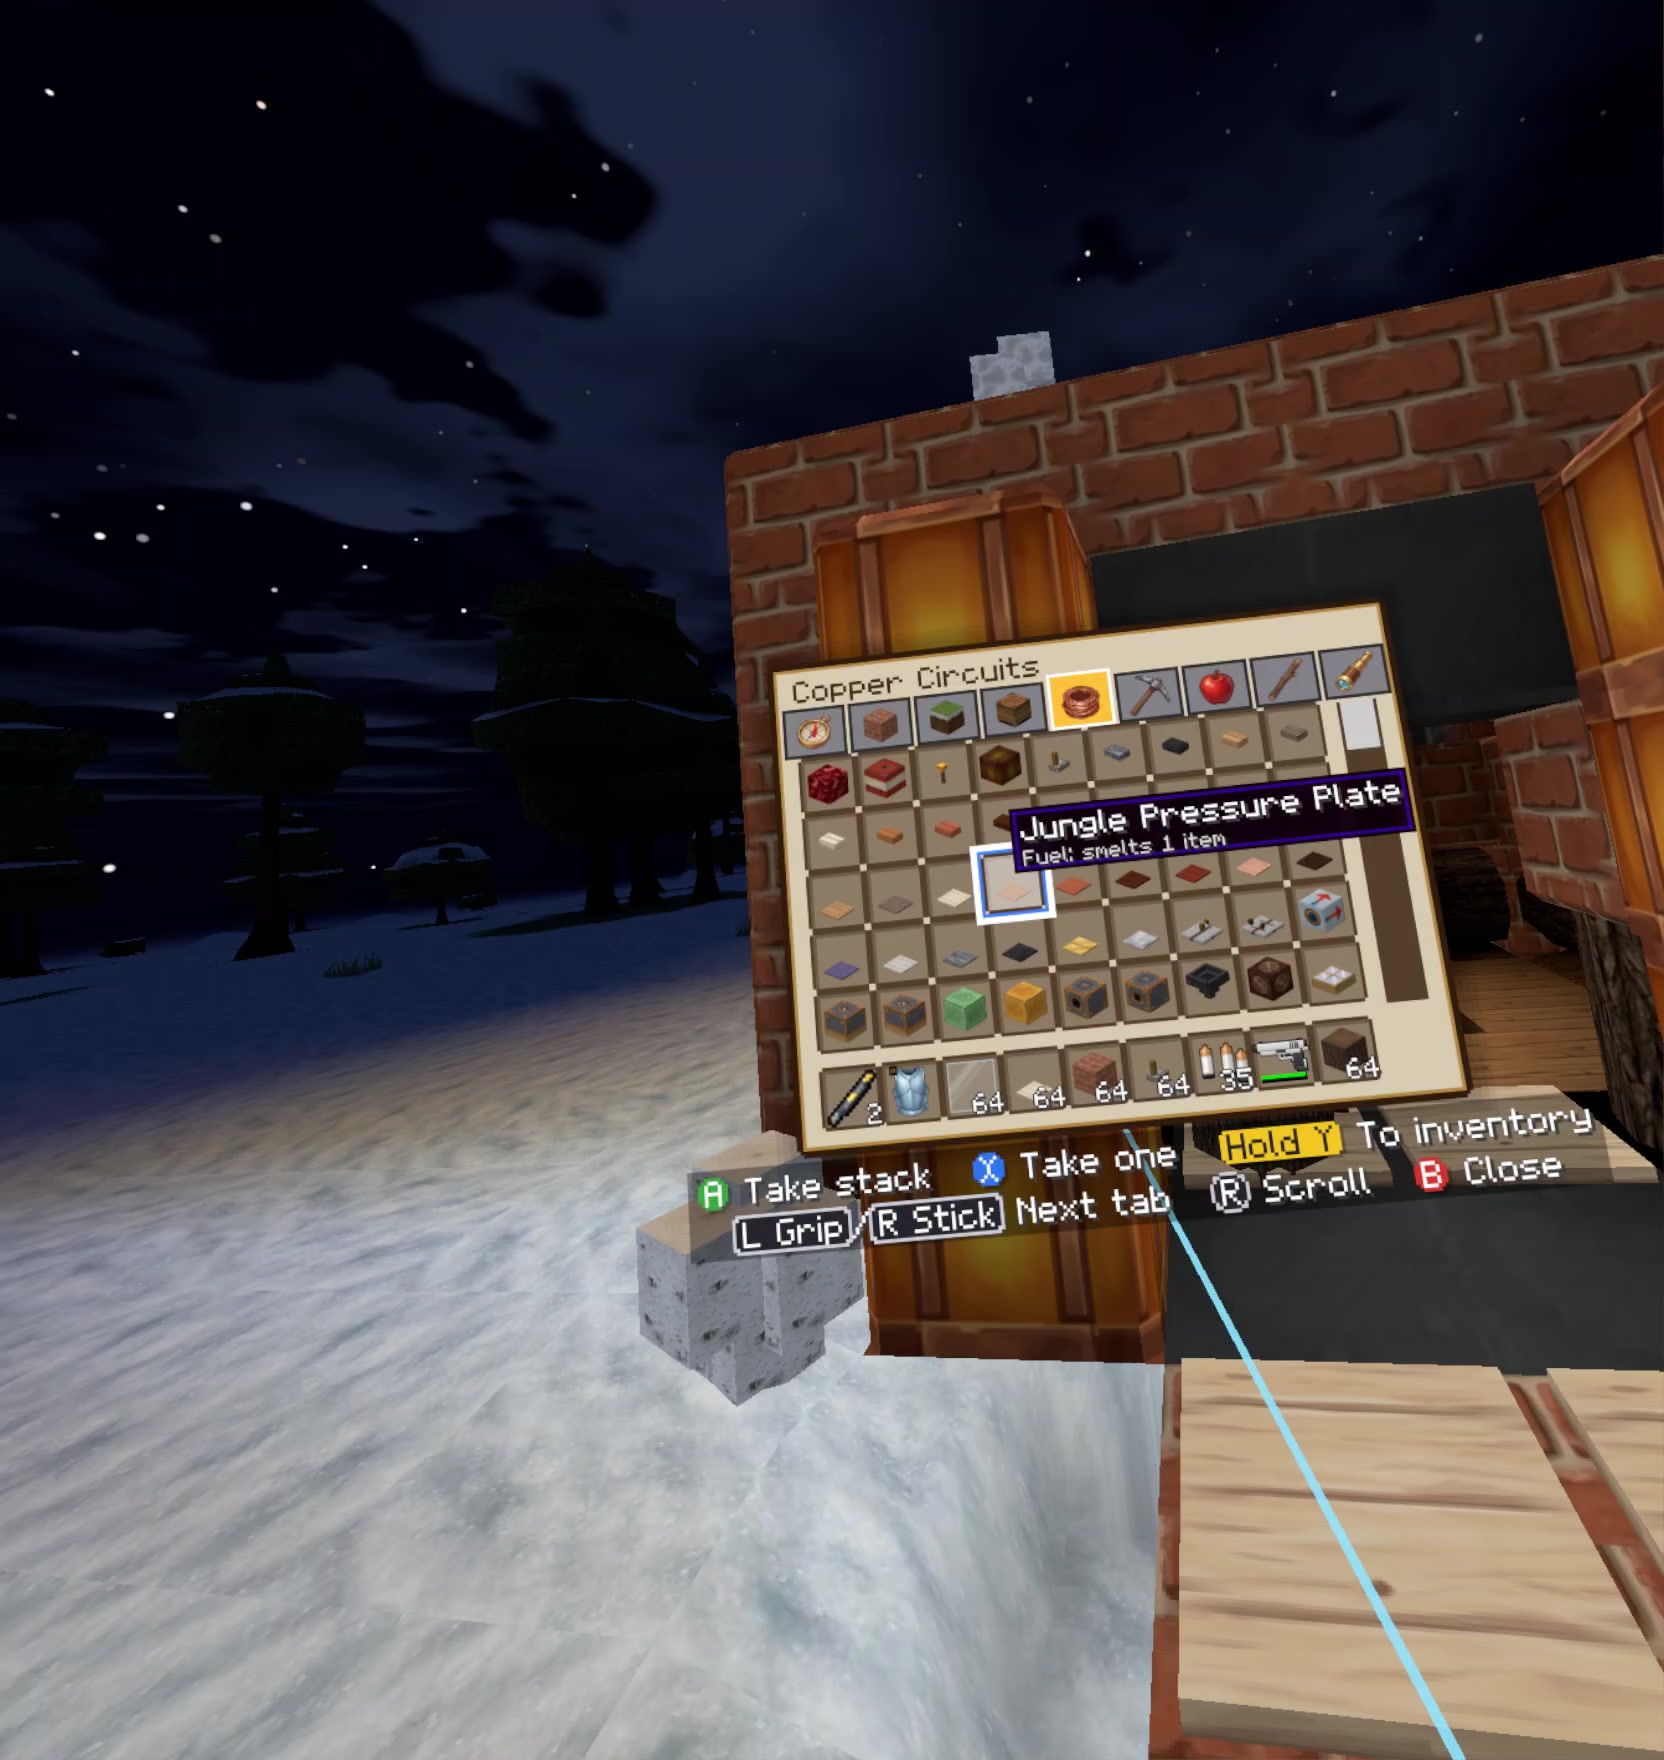 Copper Circuits
Jungle Pressure Plate
Fuel: smelts 1 item
2
64
64
64
64
35
64
A Take stack X Take one Hold Y To inventory
L Grip/R Stick Next tab R Scroll B Close